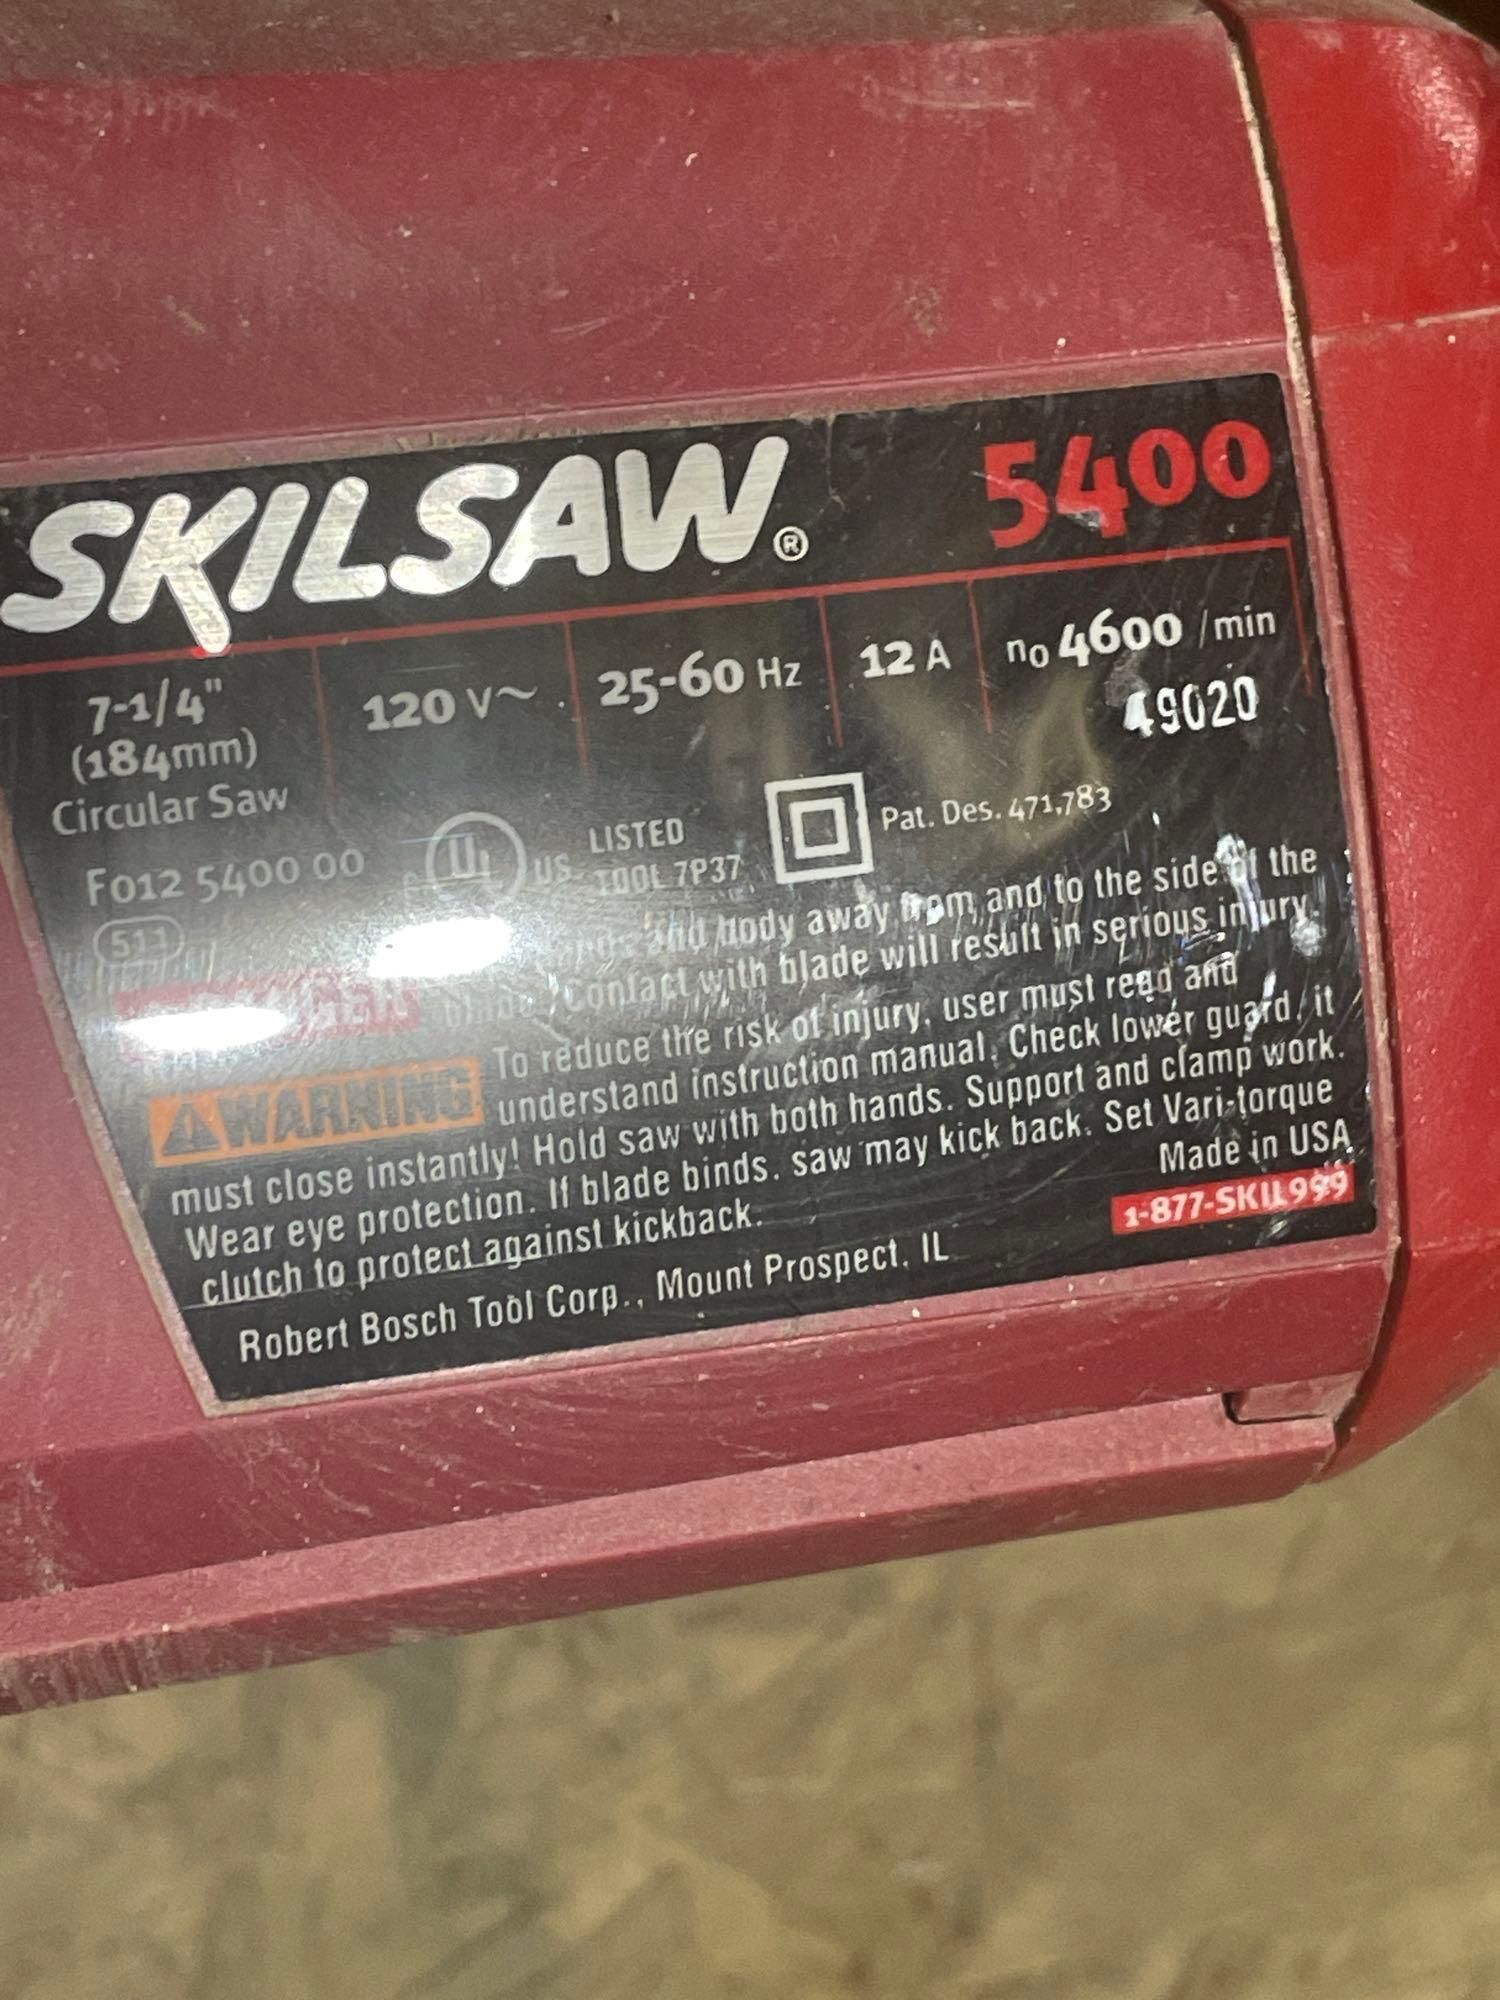 SKILSAW® 5400
7-1/4" 120 V~ 25-60 Hz 12 A no 4600 /min
(184mm) 49020
Circular Saw
F012 5400 00 UL US LISTED Pat. Des. 471,783
TOOL 7P37
511
and body away from and to the side of the
DANGER blade. Contact with blade will result in serious injury.
⚠WARNING To reduce the risk of injury, user must read and
understand instruction manual. Check lower guard, it
must close instantly! Hold saw with both hands. Support and clamp work.
Wear eye protection. If blade binds. saw may kick back. Set Vari-torque
clutch to protect against kickback. Made in USA
Robert Bosch Tool Corp., Mount Prospect, IL 1-877-SKIL999